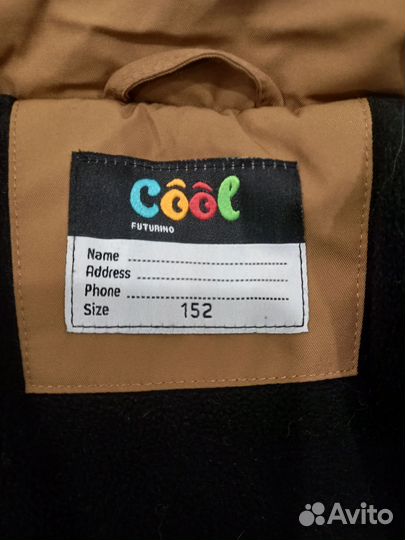 Côôl
FUTURINO
Name
Address
Phone
Size 152
Avito